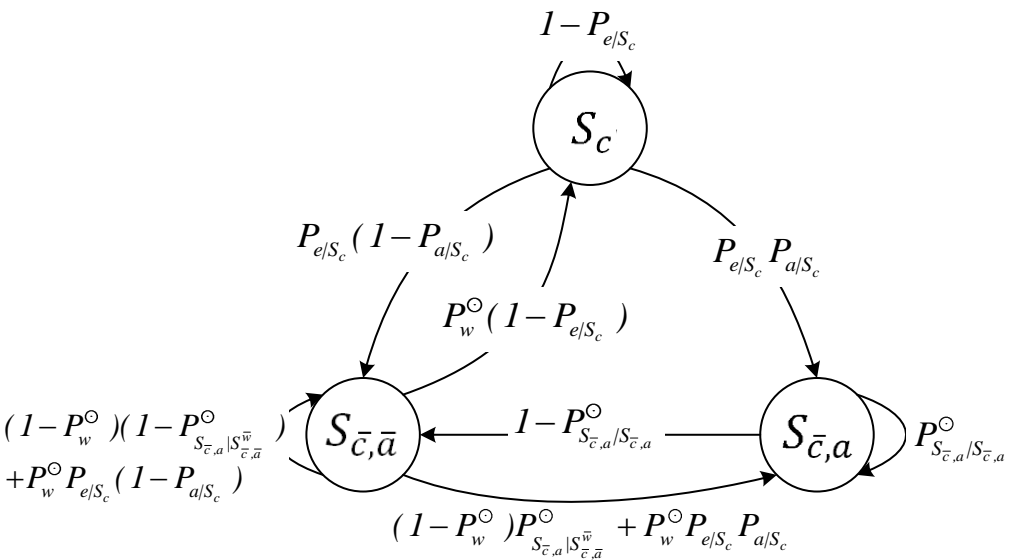 1−P_{e/S_c}
S_c
P_{e/S_c}(1−P_{a/S_c})
P_{e/S_c}P_{a/S_c}
P_w^⊙(1−P_{e/S_c})
(1−P_w^⊙)(1−P^⊙_{S_{c̅,a}|S^{w̅}_{c̅,a̅}})
+P_w^⊙P_{e/S_c}(1−P_{a/S_c})
S_{c̅,a̅}
1−P^⊙_{S_{c̅,a}/S_{c̅,a}}
S_{c̅,a}
P^⊙_{S_{c̅,a}/S_{c̅,a}}
(1−P_w^⊙)P^⊙_{S_{c̅,a}|S^{w̅}_{c̅,a̅}}+P_w^⊙P_{e/S_c}P_{a/S_c}